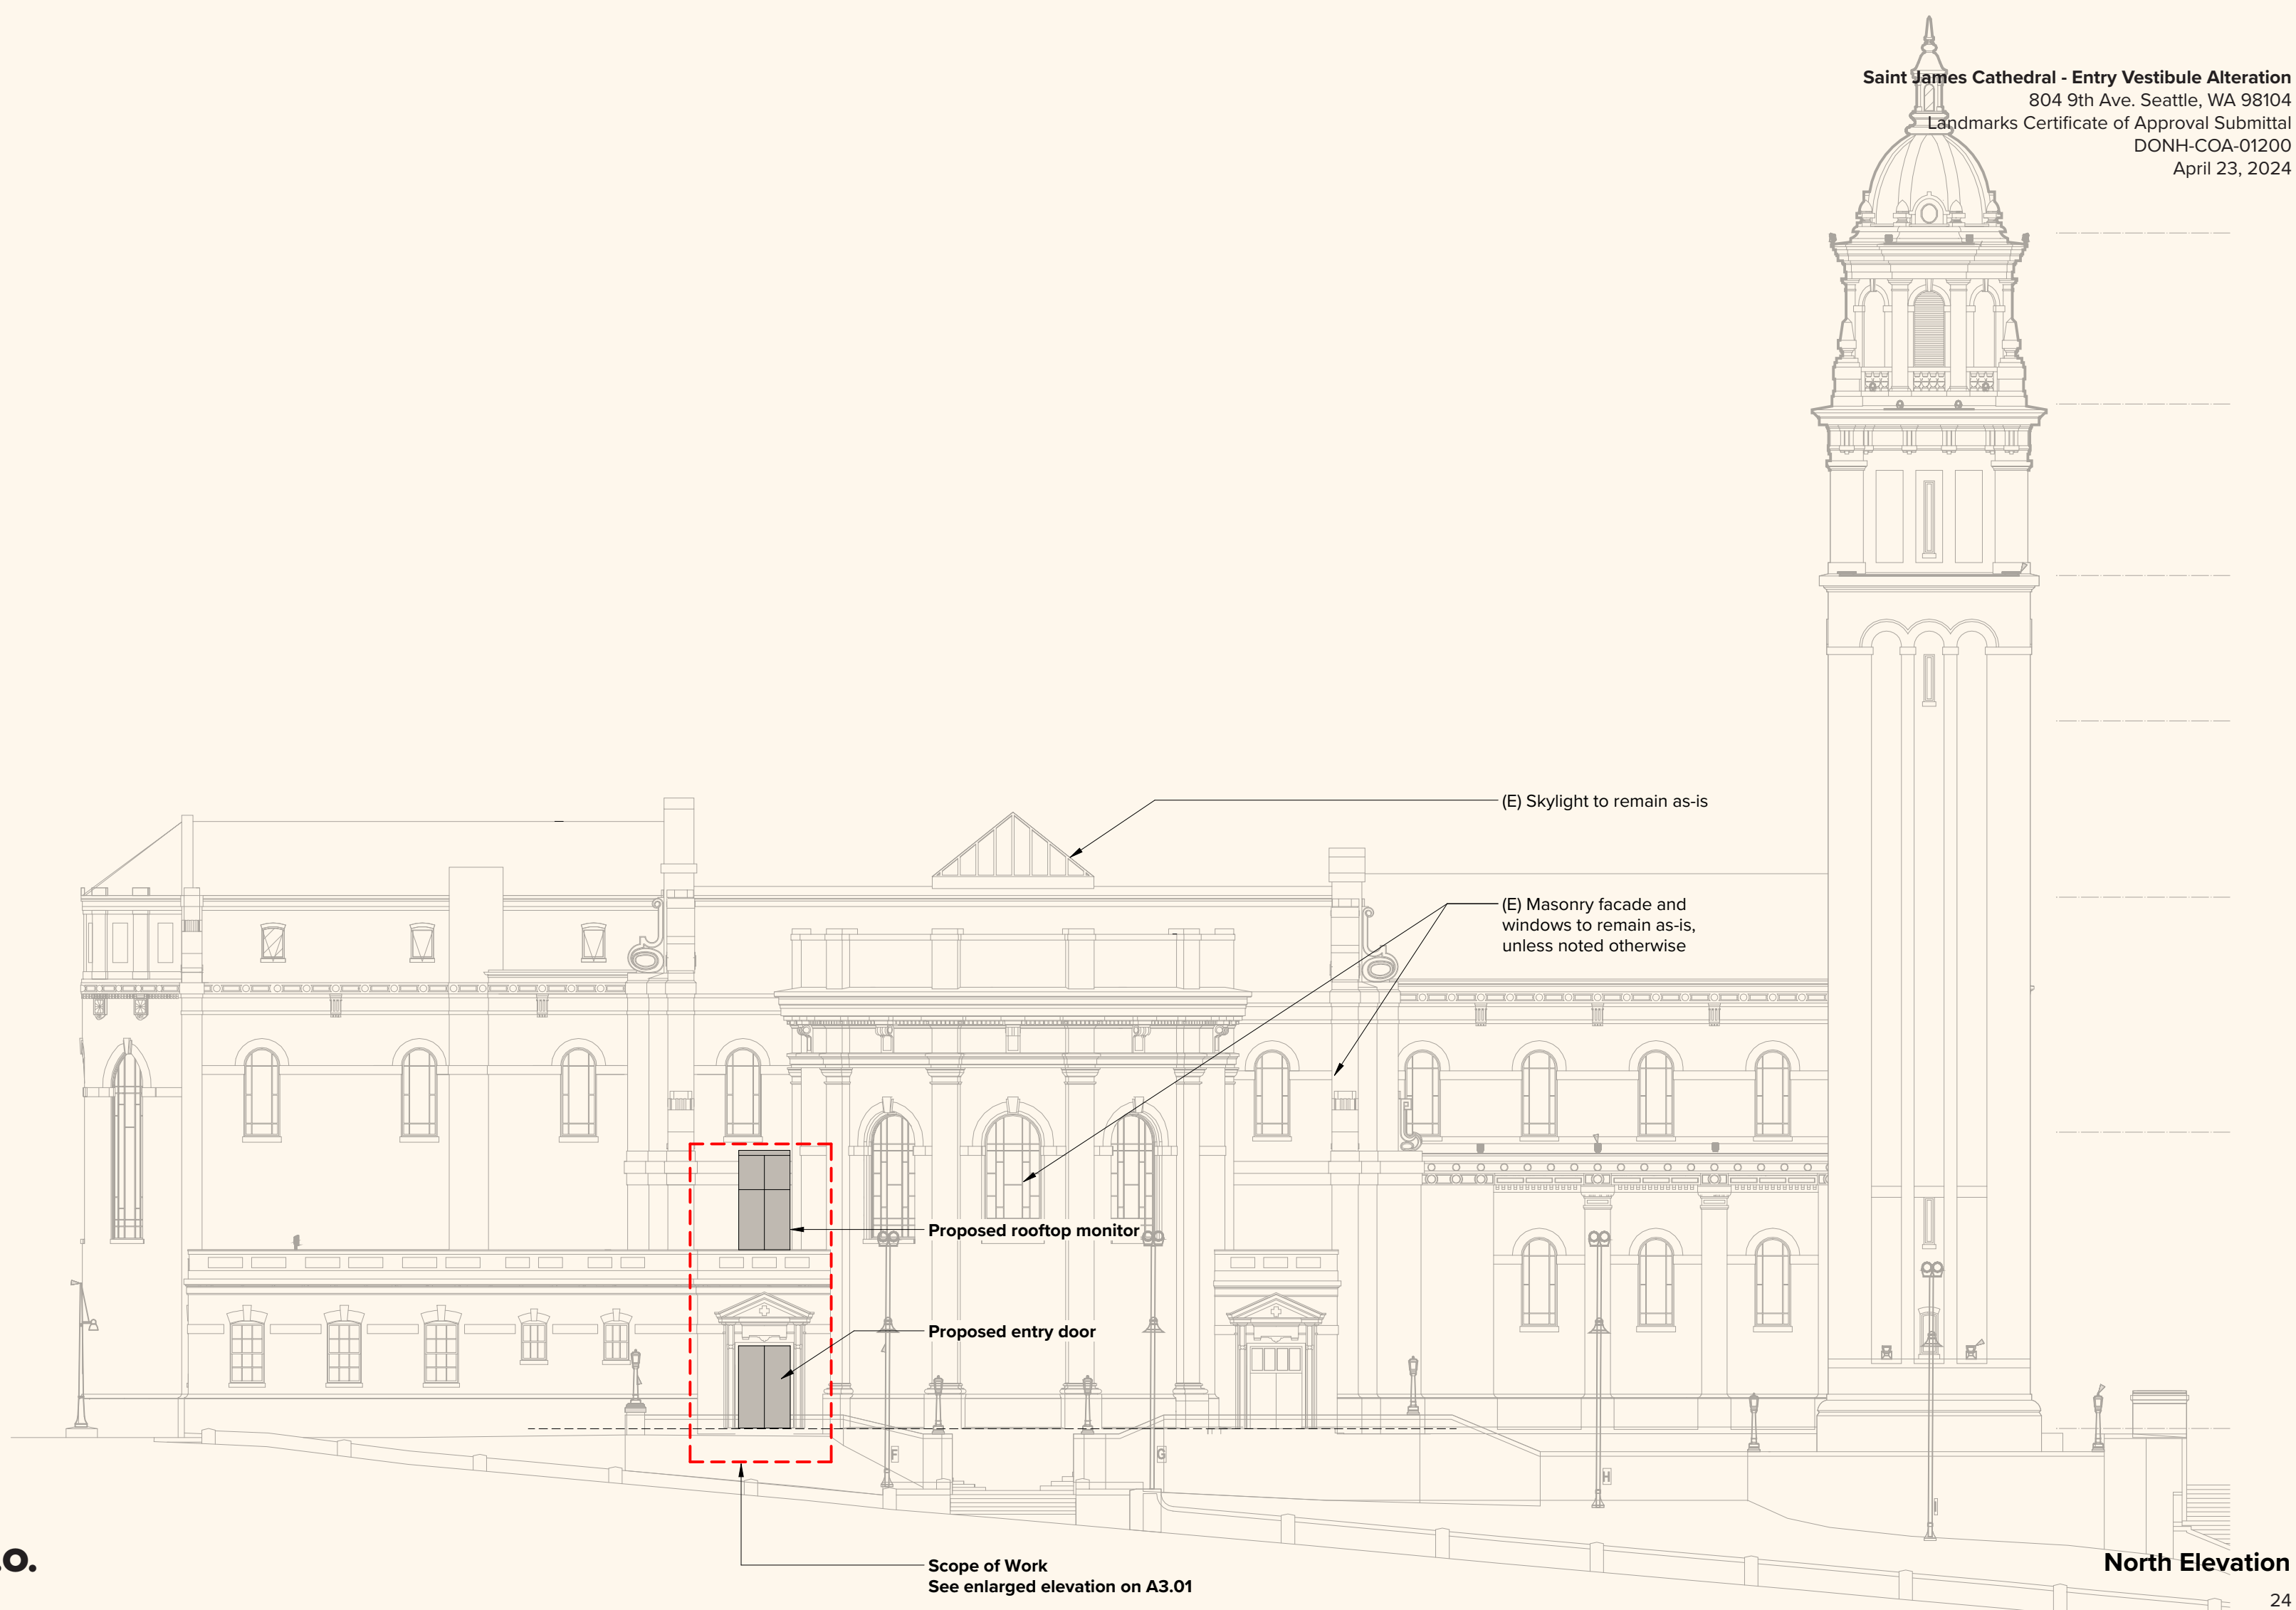 Saint James Cathedral - Entry Vestibule Alteration
804 9th Ave. Seattle, WA 98104
Landmarks Certificate of Approval Submittal
DONH-COA-01200
April 23, 2024
(E) Skylight to remain as-is
(E) Masonry facade and
windows to remain as-is,
unless noted otherwise
Proposed rooftop monitor
Proposed entry door
F
G
H
I
Scope of Work
See enlarged elevation on A3.01
.o.
North Elevation
24